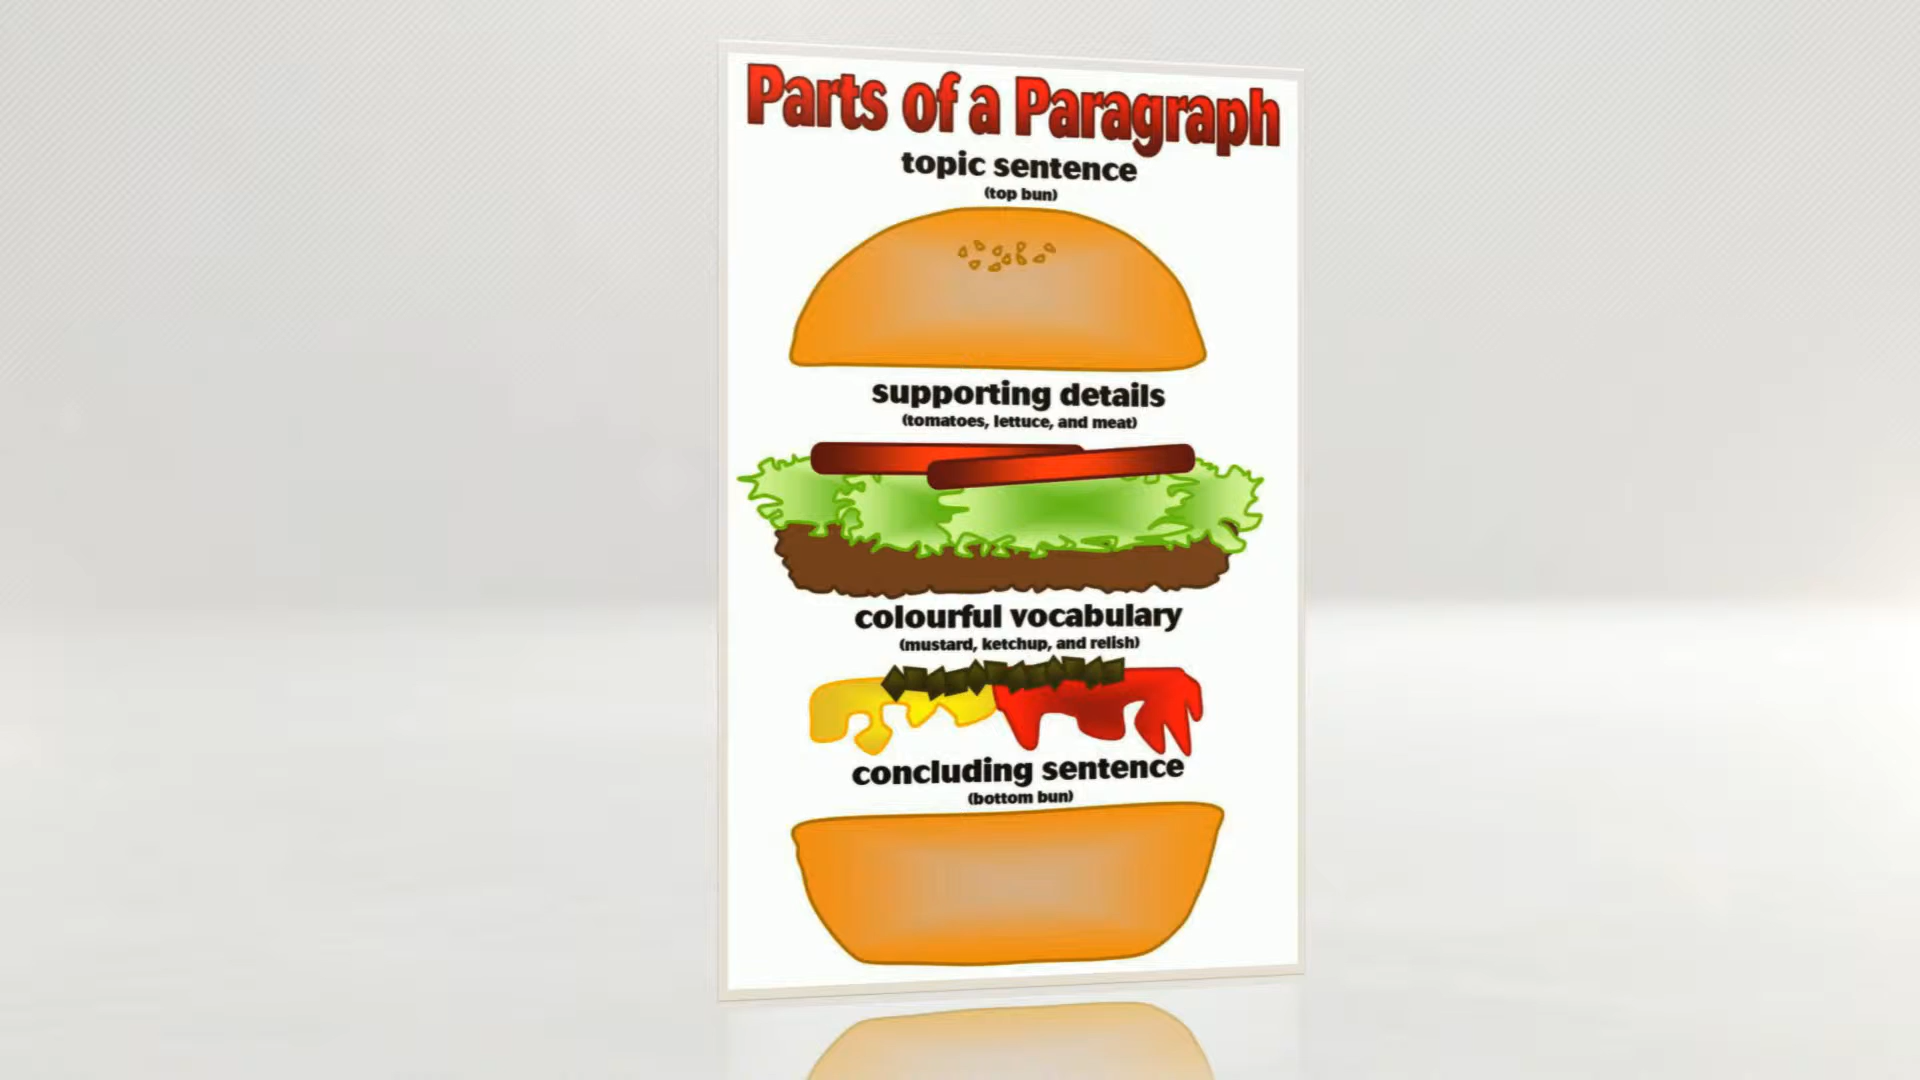 Parts of a Paragraph
topic sentence
(top bun)
supporting details
(tomatoes, lettuce, and meat)
colourful vocabulary
(mustard, ketchup, and relish)
concluding sentence
(bottom bun)